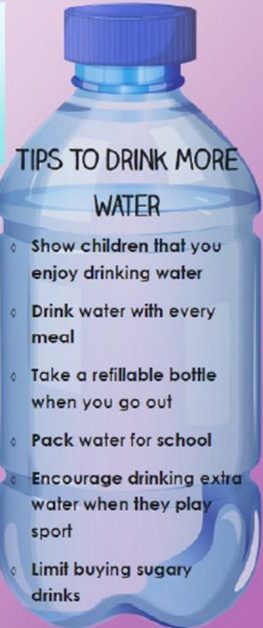 TIPS TO DRINK MORE
WATER
◊ Show children that you
enjoy drinking water
◊ Drink water with every
meal
◊ Take a refillable bottle
when you go out
◊ Pack water for school
◊ Encourage drinking extra
water when they play
sport
◊ Limit buying sugary
drinks